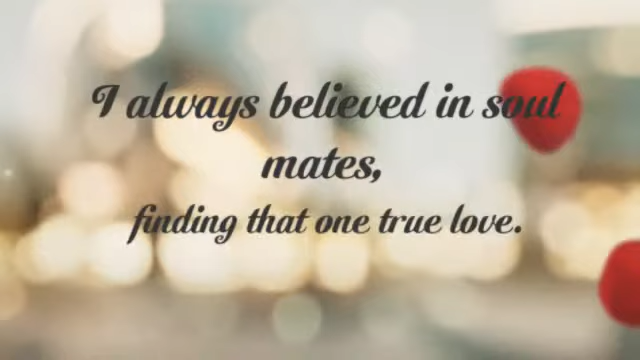 I always believed in soul
mates,
finding that one true love.